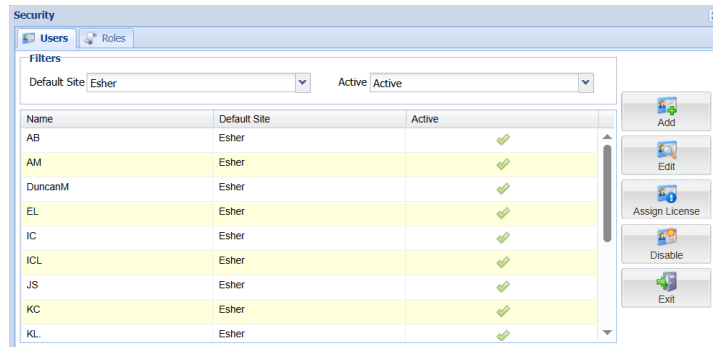 Security
Users Roles
Filters
Default Site Esher Active Active
Name Default Site Active
AB Esher
AM Esher
DuncanM Esher
EL Esher
IC Esher
ICL Esher
JS Esher
KC Esher
KL. Esher
Add
Edit
Assign License
Disable
Exit